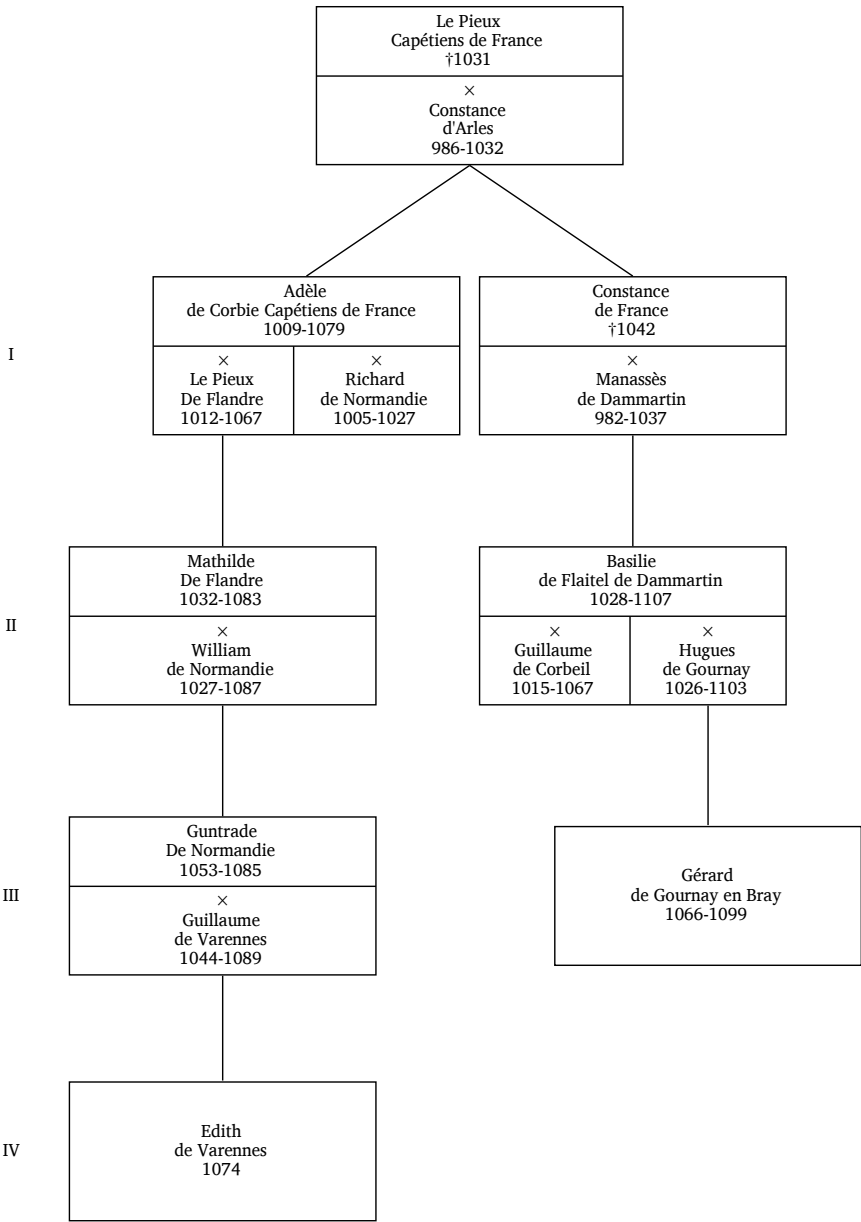 Le Pieux
Capétiens de France
†1031
×
Constance
d'Arles
986-1032
I
Adèle
de Corbie Capétiens de France
1009-1079
×
Le Pieux
De Flandre
1012-1067
×
Richard
de Normandie
1005-1027
Constance
de France
†1042
×
Manassès
de Dammartin
982-1037
II
Mathilde
De Flandre
1032-1083
×
William
de Normandie
1027-1087
Basilie
de Flaitel de Dammartin
1028-1107
×
Guillaume
de Corbeil
1015-1067
×
Hugues
de Gournay
1026-1103
III
Guntrade
De Normandie
1053-1085
×
Guillaume
de Varennes
1044-1089
Gérard
de Gournay en Bray
1066-1099
IV
Edith
de Varennes
1074